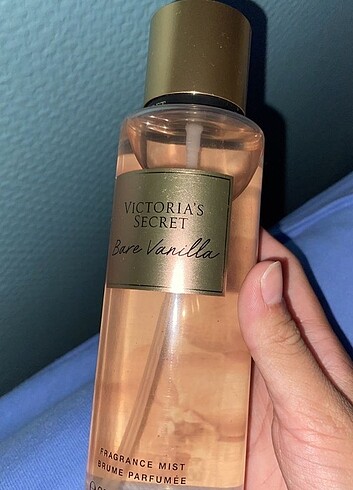 VICTORIA'S
SECRET
Bare Vanilla
FRAGRANCE MIST
BRUME PARFUMÉE